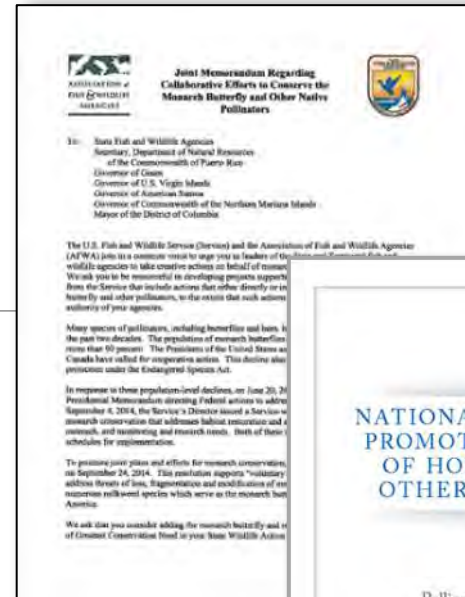 ASSOCIATION of
FISH & WILDLIFE
AGENCIES
Joint Memorandum Regarding
Collaborative Efforts to Conserve the
Monarch Butterfly and Other Native
Pollinators
To: State Fish and Wildlife Agencies
Secretary, Department of Natural Resources
of the Commonwealth of Puerto Rico
Governor of Guam
Governor of U.S. Virgin Islands
Governor of American Samoa
Governor of Commonwealth of the Northern Mariana Islands
Mayor of the District of Columbia
The U.S. Fish and Wildlife Service (Service) and the Association of Fish and Wildlife Agencies
(AFWA) join in a common voice to urge you as leaders of the State and Territorial fish and
wildlife agencies to take creative actions on behalf of monar
We ask you to be resourceful in developing projects support
from the Service that include actions that either directly or in
butterfly and other pollinators, to the extent that such action
authority of your agencies.
Many species of pollinators, including butterflies and bees, h
the past two decades. The population of monarch butterflies
more than 90 percent. The Presidents of the United States an
Canada have called for cooperative action. This decline also
protection under the Endangered Species Act.
In response to these population-level declines, on June 20, 20
Presidential Memorandum directing Federal actions to addre
September 4, 2014, the Service's Director issued a Service-w
monarch conservation that addresses habitat restoration and
outreach, and monitoring and research needs. Both of these
schedules for implementation.
To promote joint plans and efforts for monarch conservation,
on September 24, 2014. This resolution supports "voluntary
address threats of loss, fragmentation and modification of
numerous milkweed species which serve as the monarch butt
America.
We ask that you consider adding the monarch butterfly and
of Greatest Conservation Need in your State Wildlife Action
NATIONA
PROMOT
OF HO
OTHER